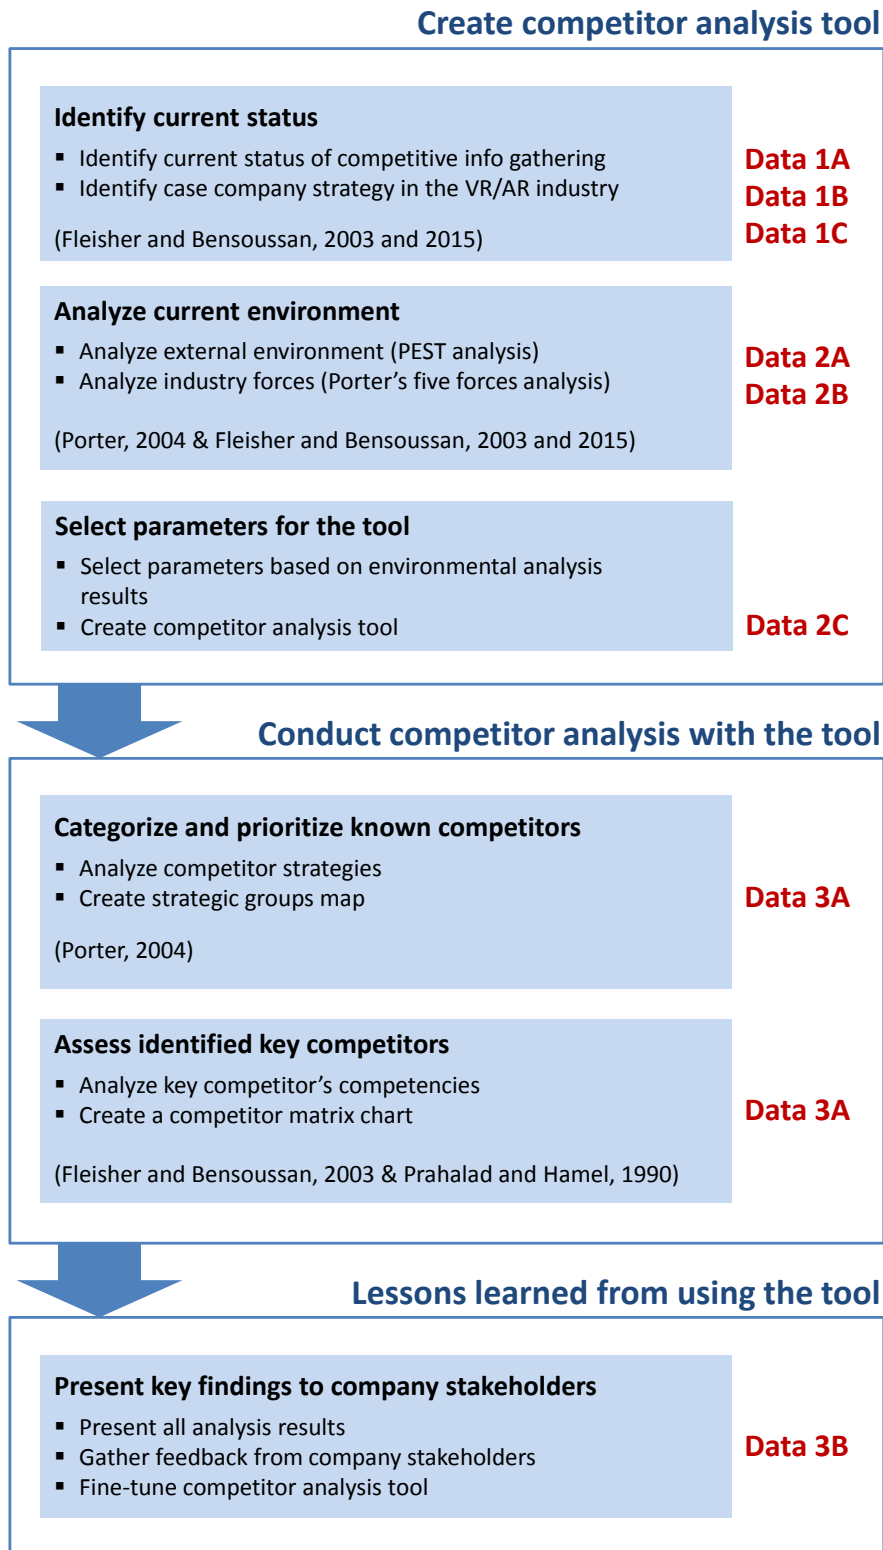 Create competitor analysis tool
Identify current status
▪ Identify current status of competitive info gathering
▪ Identify case company strategy in the VR/AR industry
(Fleisher and Bensoussan, 2003 and 2015)
Data 1A
Data 1B
Data 1C
Analyze current environment
▪ Analyze external environment (PEST analysis)
▪ Analyze industry forces (Porter’s five forces analysis)
(Porter, 2004 & Fleisher and Bensoussan, 2003 and 2015)
Data 2A
Data 2B
Select parameters for the tool
▪ Select parameters based on environmental analysis
results
▪ Create competitor analysis tool
Data 2C
Conduct competitor analysis with the tool
Categorize and prioritize known competitors
▪ Analyze competitor strategies
▪ Create strategic groups map
(Porter, 2004)
Data 3A
Assess identified key competitors
▪ Analyze key competitor’s competencies
▪ Create a competitor matrix chart
(Fleisher and Bensoussan, 2003 & Prahalad and Hamel, 1990)
Data 3A
Lessons learned from using the tool
Present key findings to company stakeholders
▪ Present all analysis results
▪ Gather feedback from company stakeholders
▪ Fine-tune competitor analysis tool
Data 3B